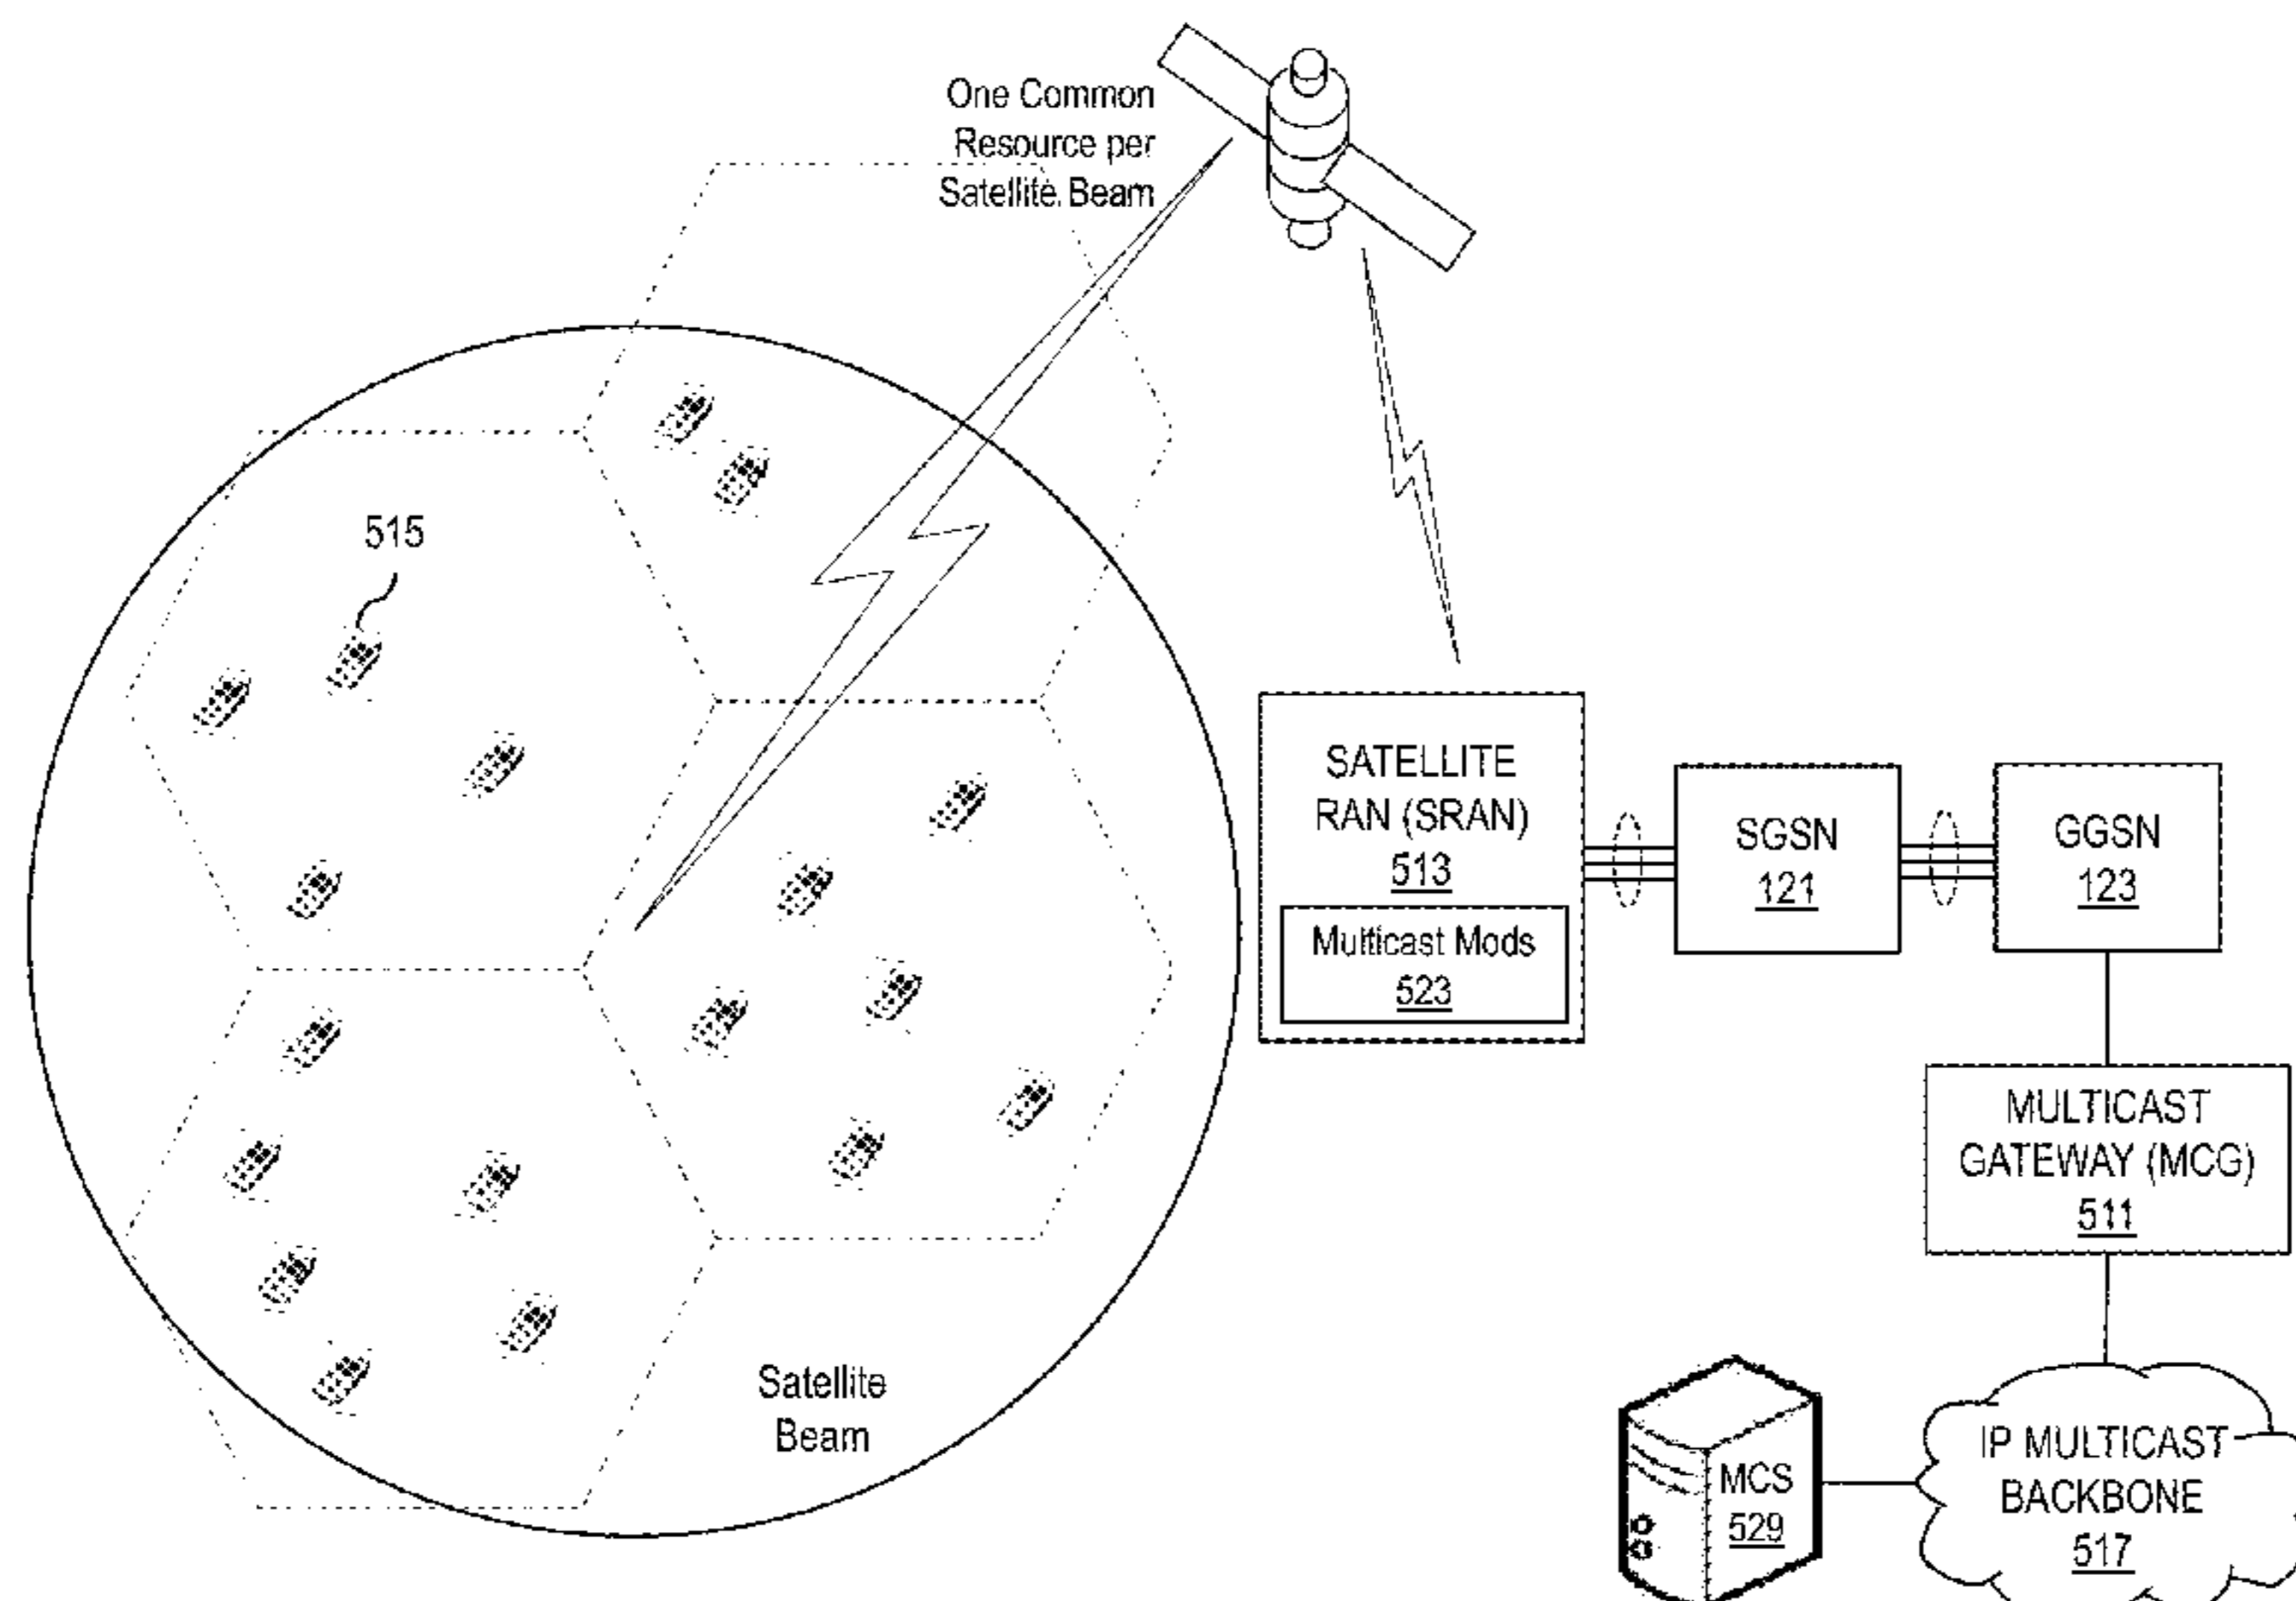 One Common
Resource per
Satellite Beam
515
SATELLITE
RAN (SRAN)
513
Multicast Mods
523
SGSN
121
GGSN
123
MULTICAST
GATEWAY (MCG)
511
Satellite
Beam
MCS
529
IP MULTICAST
BACKBONE
517